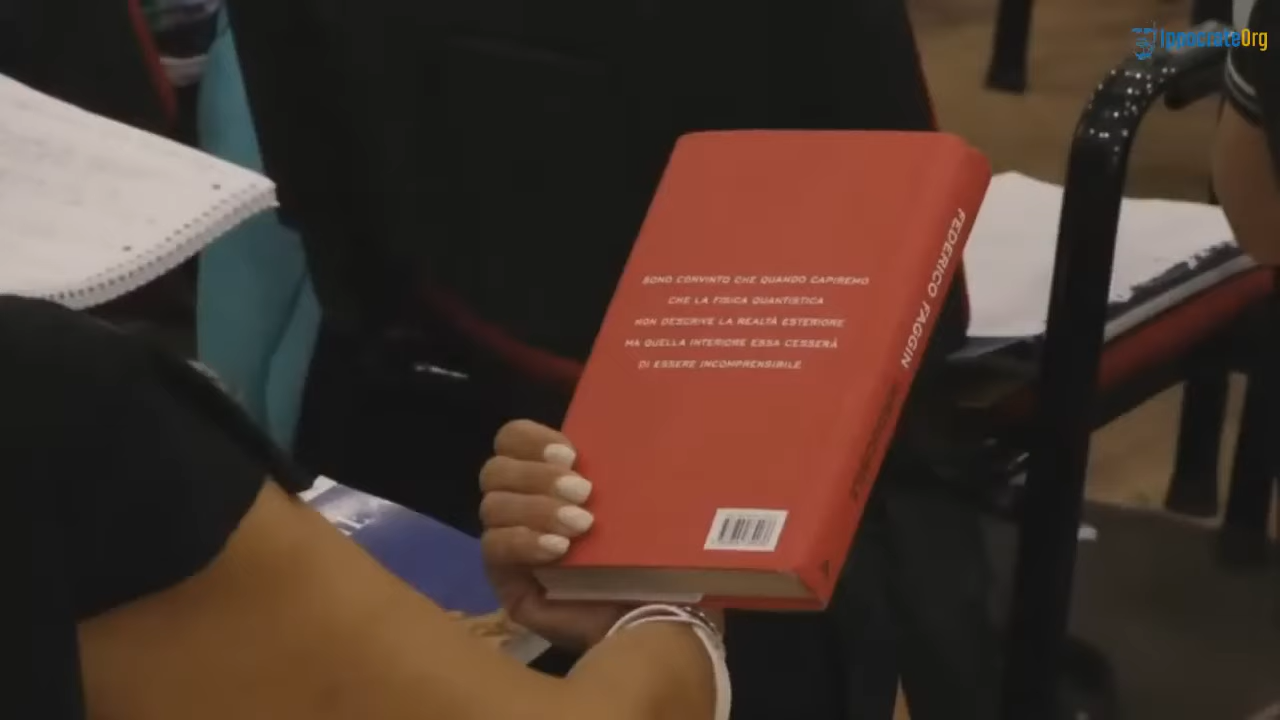 IppocrateOrg
SONO CONVINTO CHE QUANDO CAPIREMO
CHE LA FISICA QUANTISTICA
NON DESCRIVE LA REALTÀ ESTERIORE
MA QUELLA INTERIORE ESSA CESSERÀ
DI ESSERE INCOMPRENSIBILE
FEDERICO FAGGIN